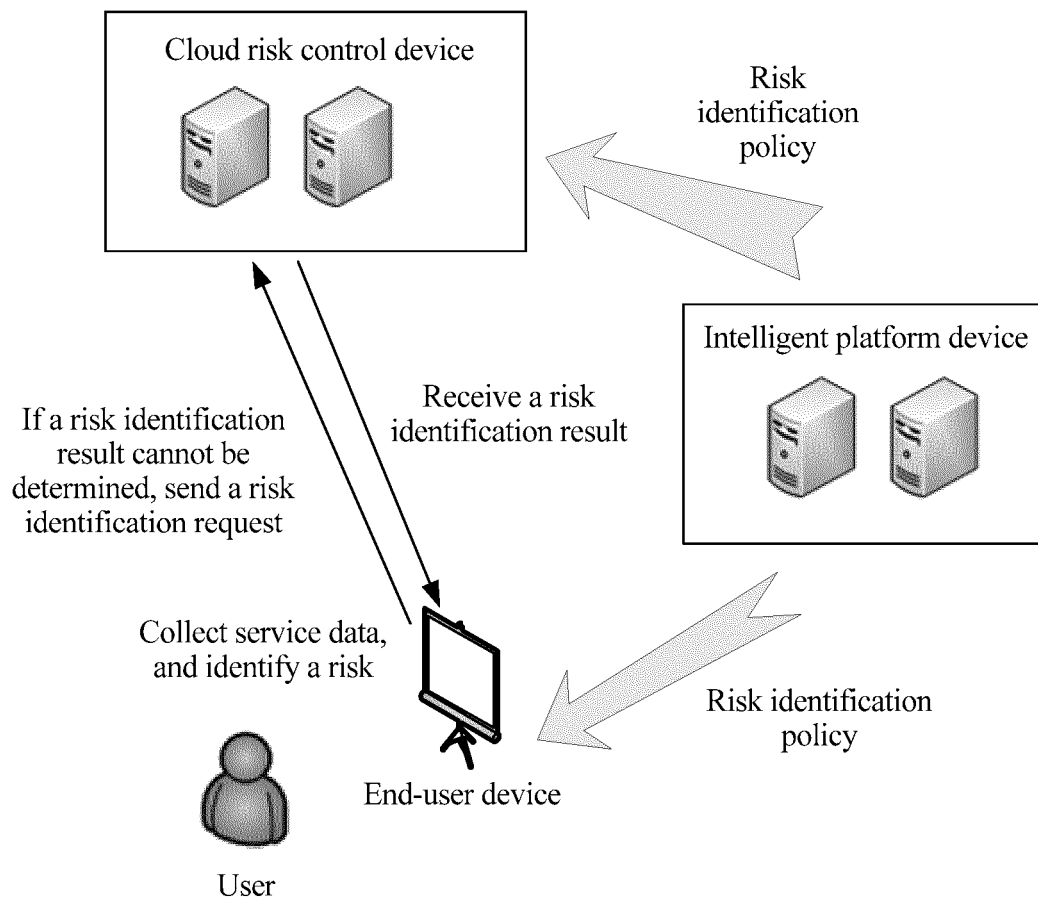 Cloud risk control device
Risk
identification
policy
Intelligent platform device
Receive a risk
identification result
If a risk identification
result cannot be
determined, send a risk
identification request
Collect service data,
and identify a risk
Risk identification
policy
End-user device
User